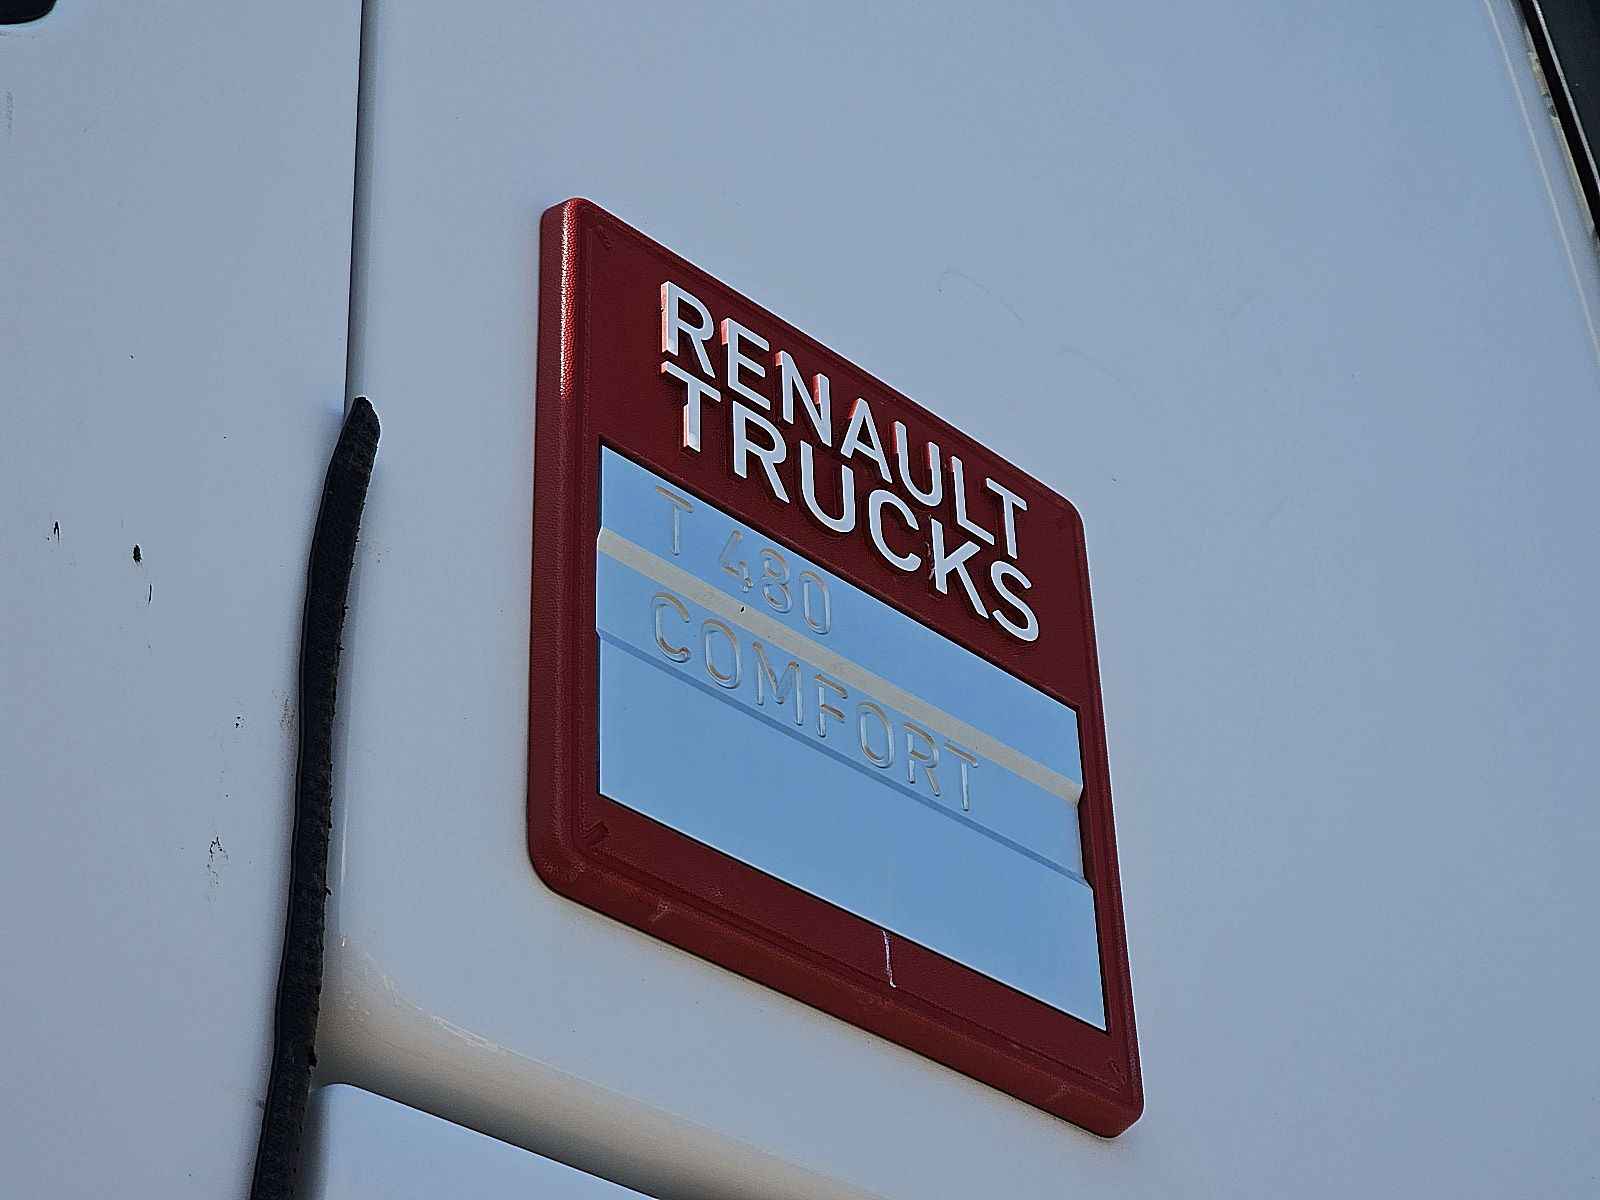 RENAULT
TRUCKS
T 480
COMFORT